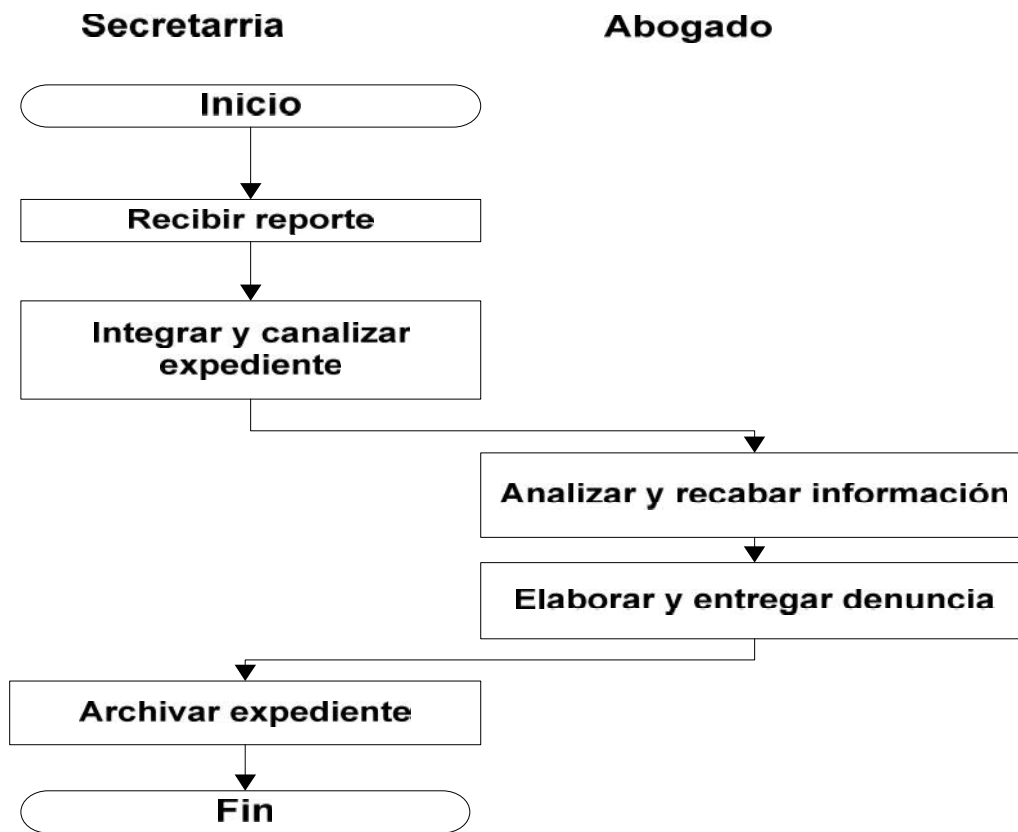 Secretarria
Abogado
Inicio
Recibir reporte
Integrar y canalizar
expediente
Analizar y recabar información
Elaborar y entregar denuncia
Archivar expediente
Fin